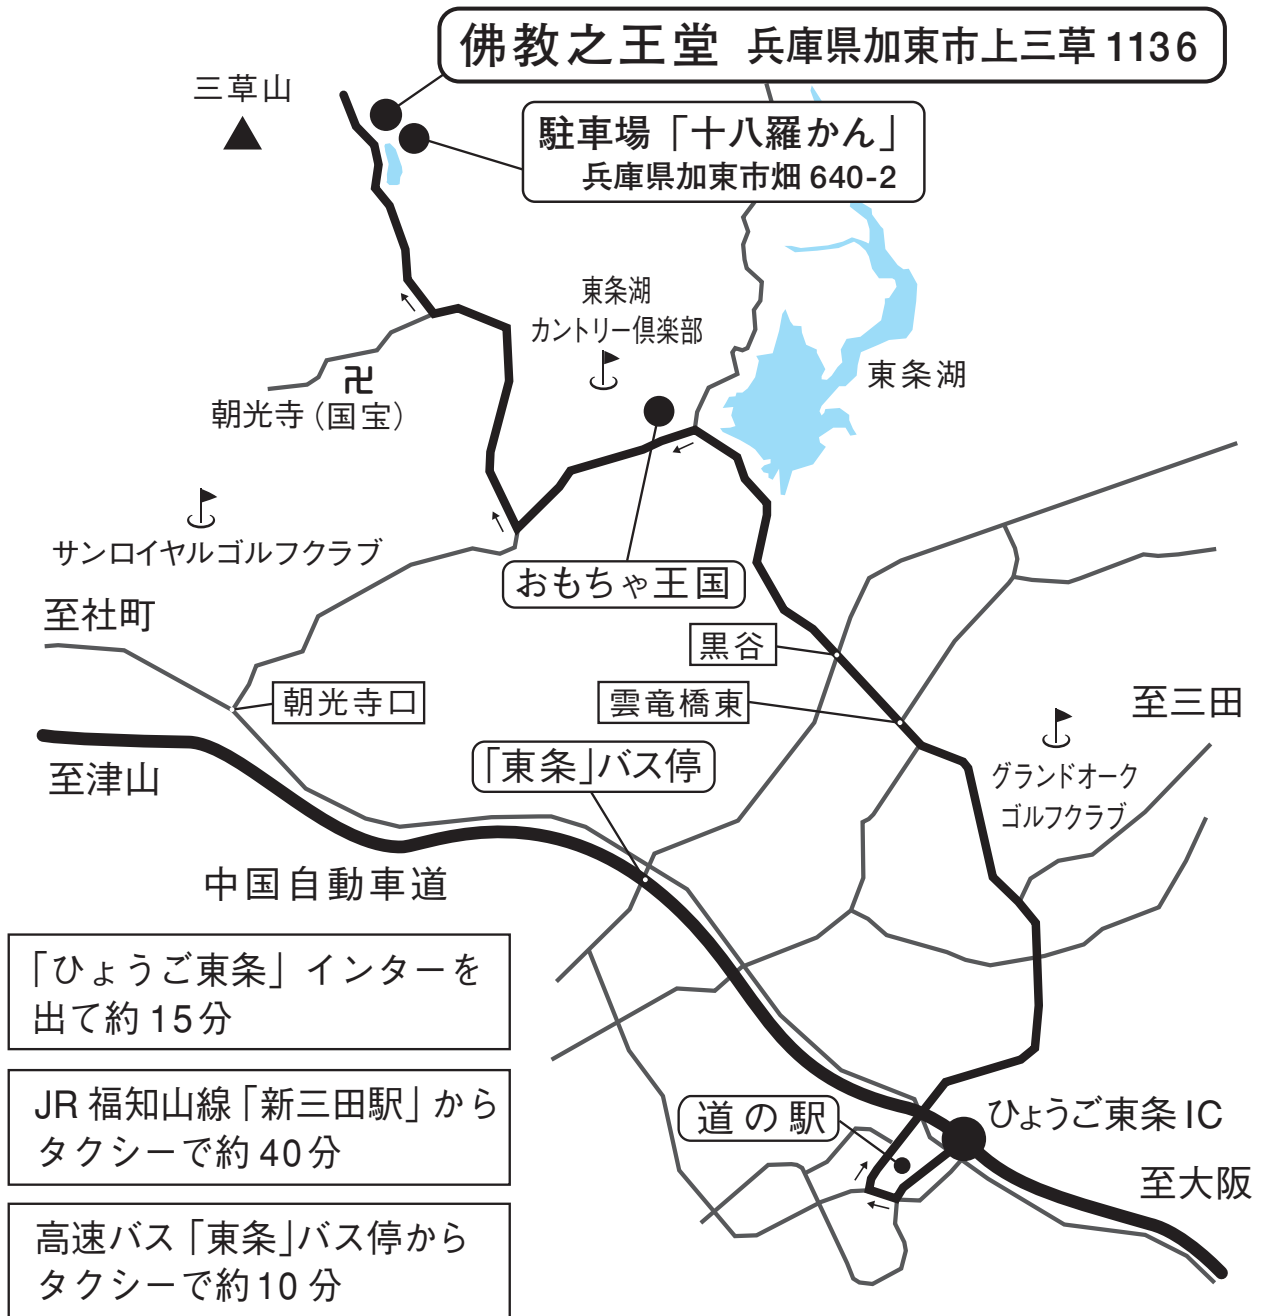 佛教之王堂 兵庫県加東市上三草1136
三草山
駐車場「十八羅かん」
兵庫県加東市畑640-2
東条湖
カントリー倶楽部
東条湖
卍
朝光寺（国宝）
サンロイヤルゴルフクラブ
おもちゃ王国
至社町
黒谷
朝光寺口
雲竜橋東
至三田
至津山
「東条」バス停
グランドオーク
ゴルフクラブ
中国自動車道
「ひょうご東条」インターを
出て約15分
JR福知山線「新三田駅」から
タクシーで約40分
道の駅
ひょうご東条IC
至大阪
高速バス「東条」バス停から
タクシーで約10分